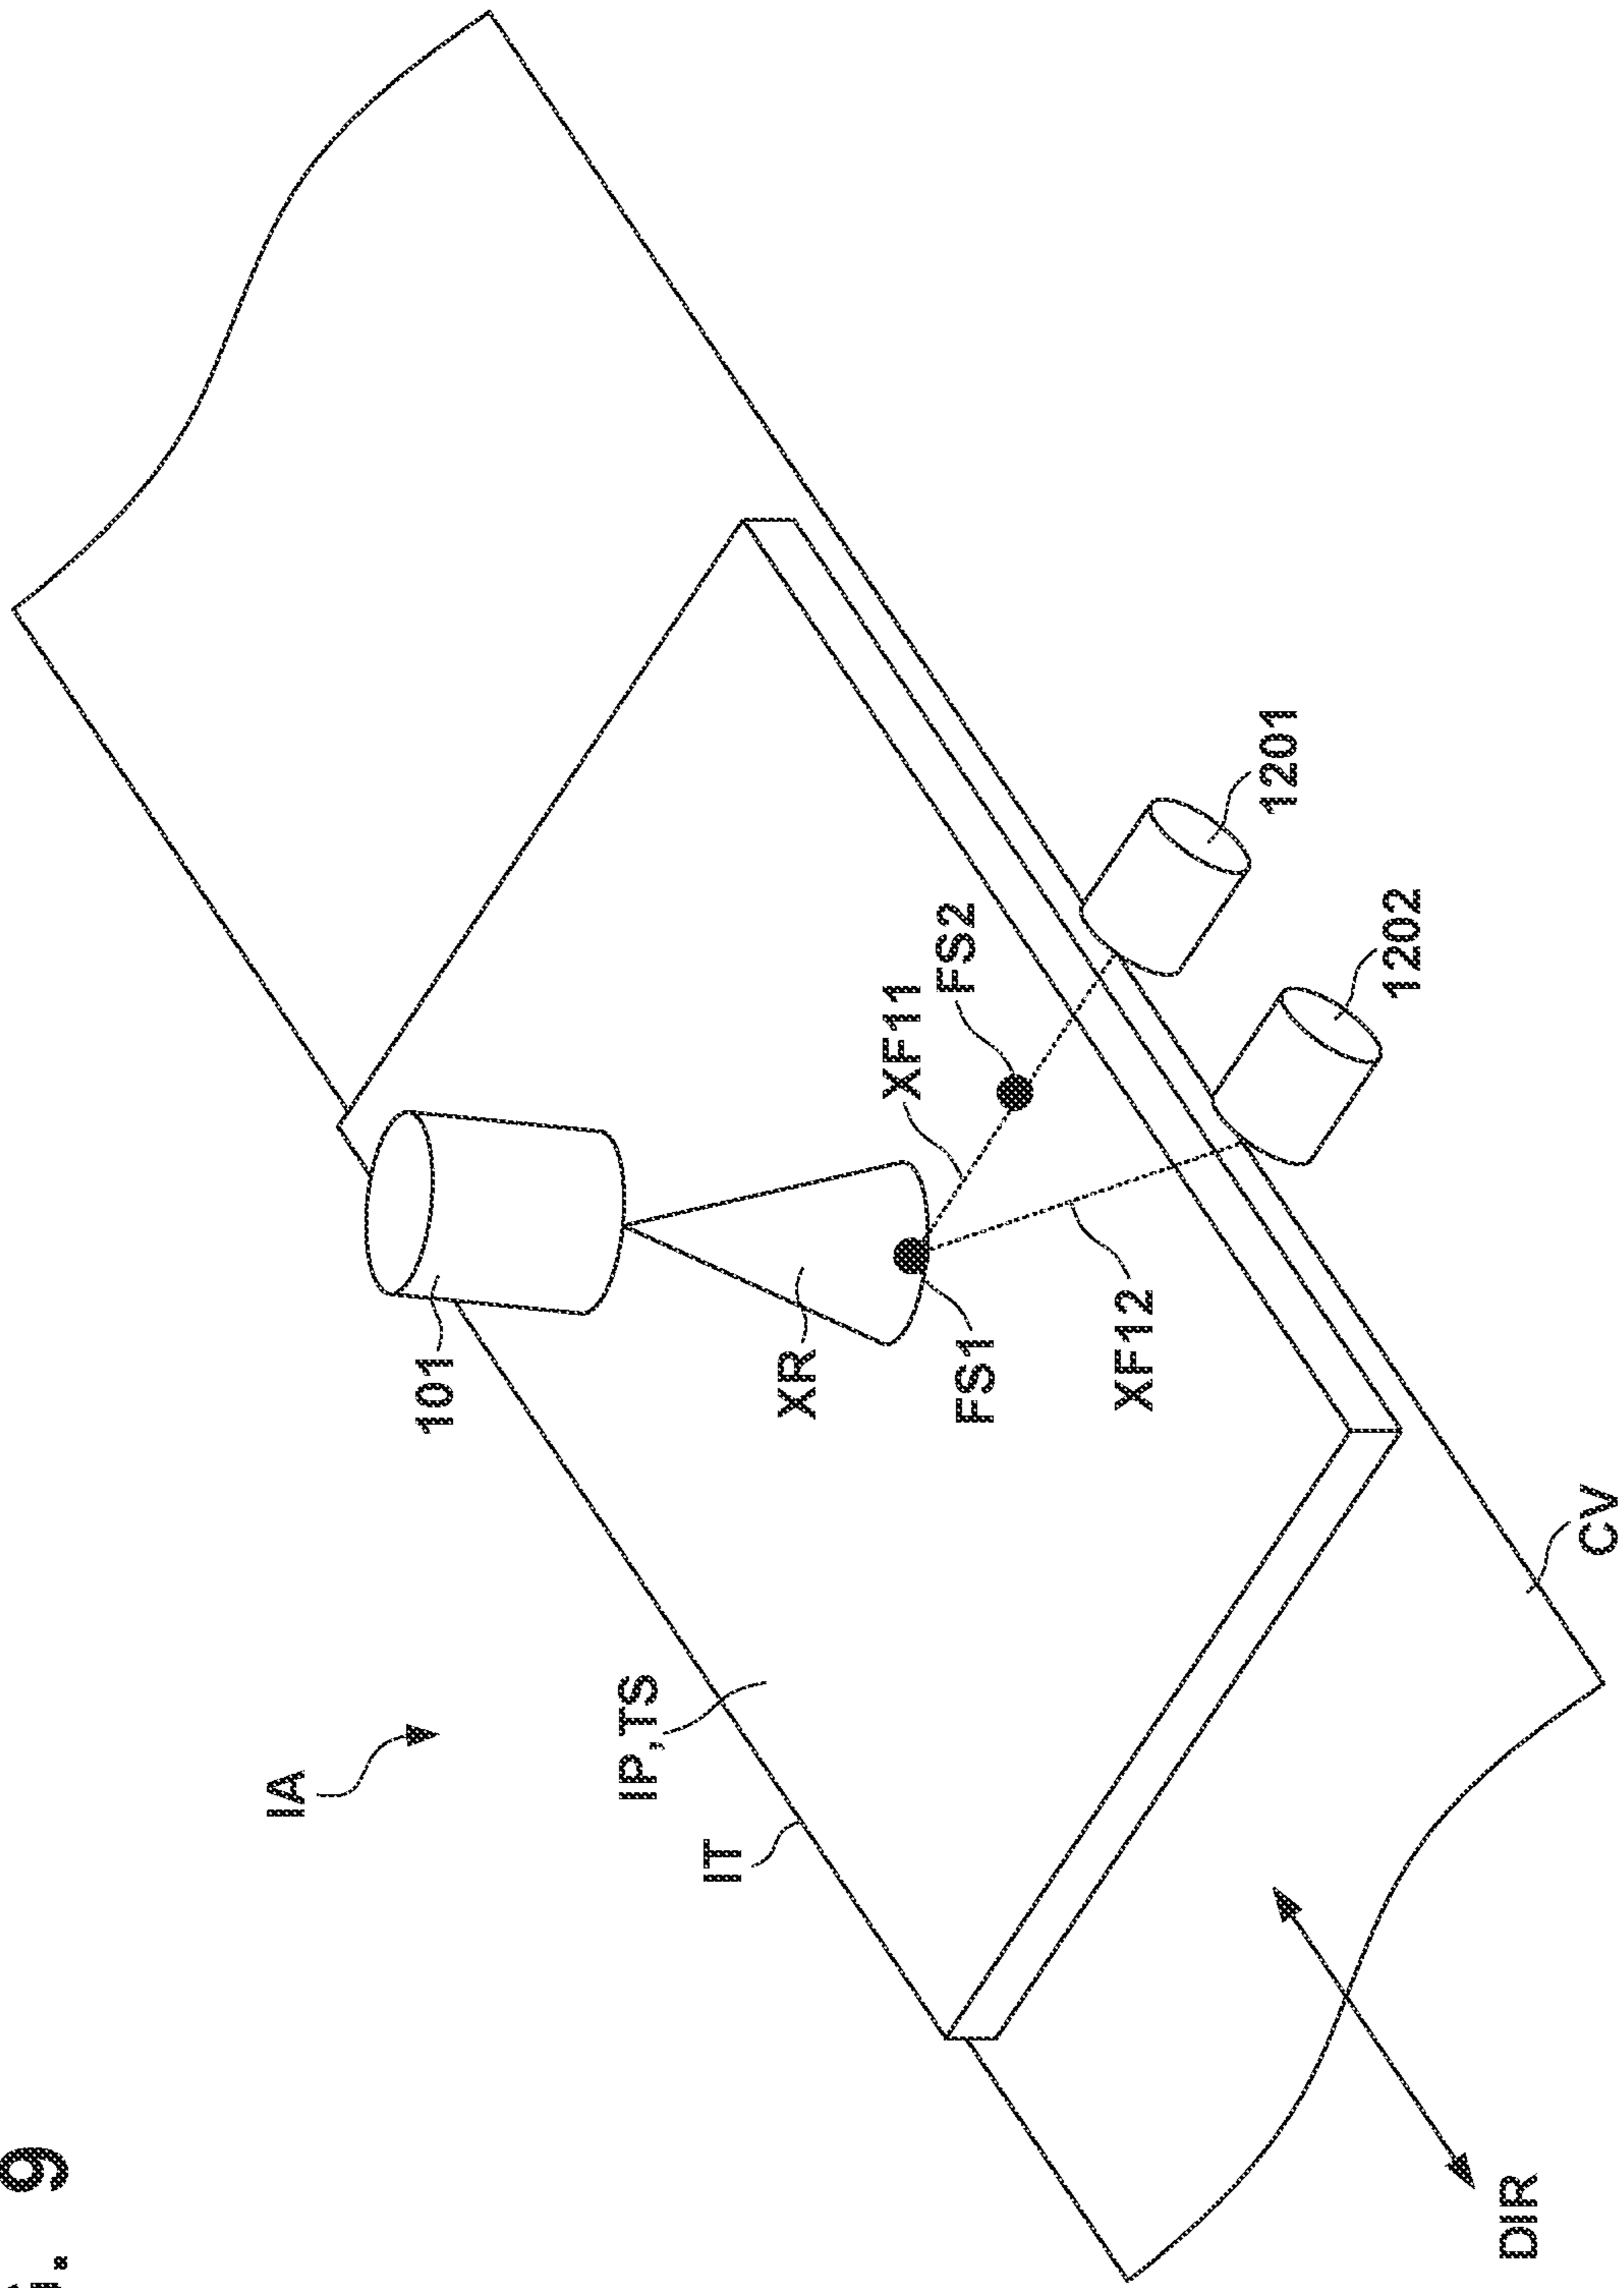 9
IA
101
IP,TS
IT
XR
XF11
FS2
FS1
XF12
1201
1202
DIR
CV